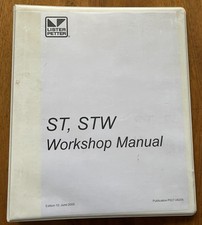 LISTER
PETTER
ST, STW
Workshop Manual